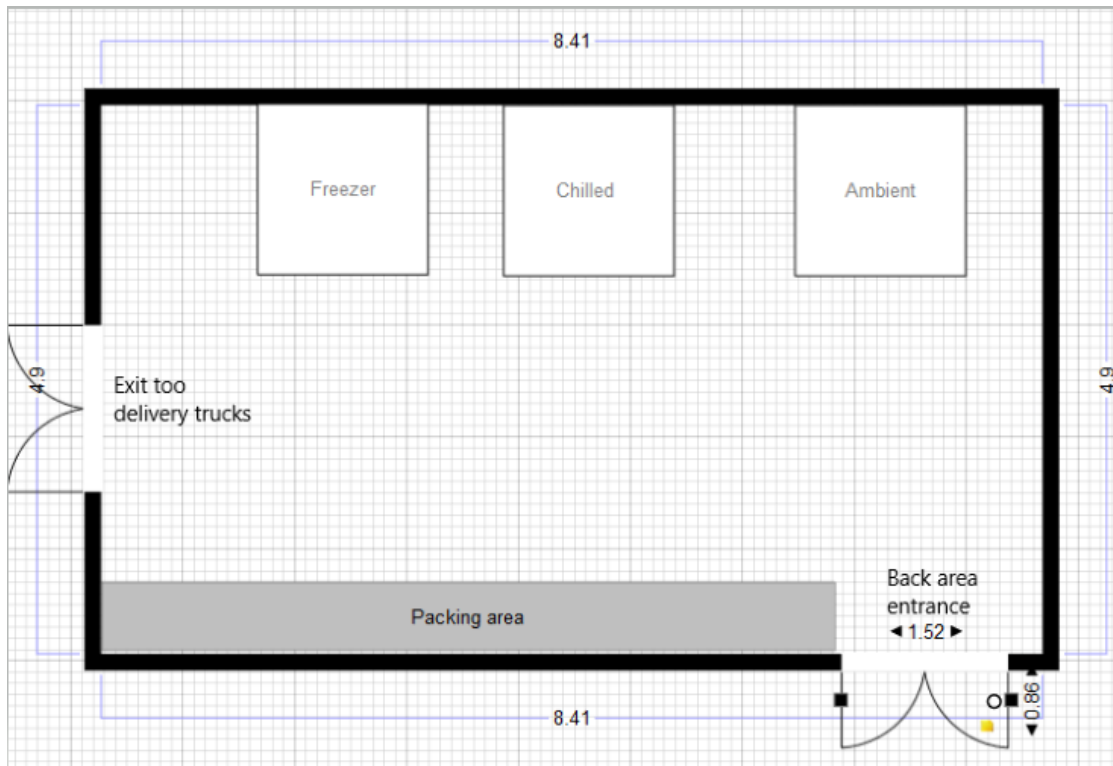 8.41
Freezer
Chilled
Ambient
4.9
4.9
Exit too
delivery trucks
Back area
entrance
1.52
Packing area
0.86
8.41